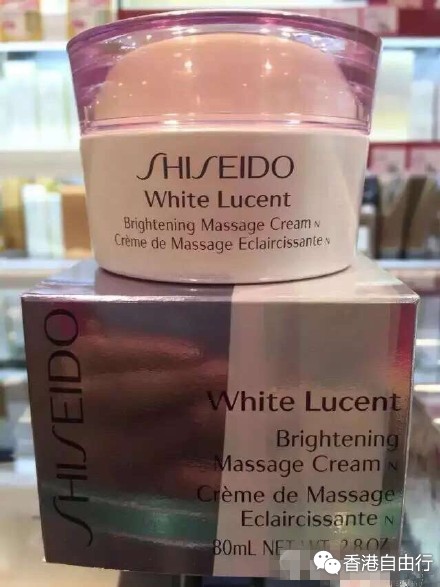 SHISEIDO
White Lucent
Brightening Massage Cream N
Crème de Massage Eclaircissante N
SHISEIDO
White Lucent
Brightening
Massage Cream N
Crème de Massage
Eclaircissante N
80mL NET WT. 2.8 OZ.
香港自由行